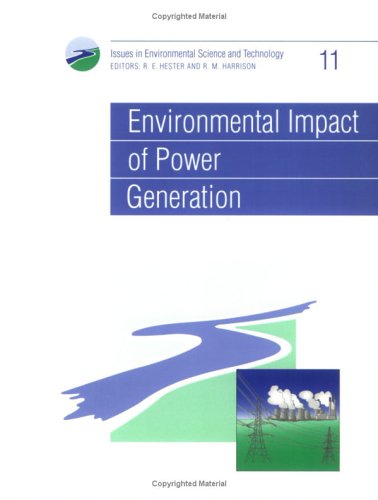 Copyrighted Material
Issues in Environmental Science and Technology
EDITORS: R. E. HESTER AND R. M. HARRISON
11
Environmental Impact
of Power
Generation
Copyrighted Material